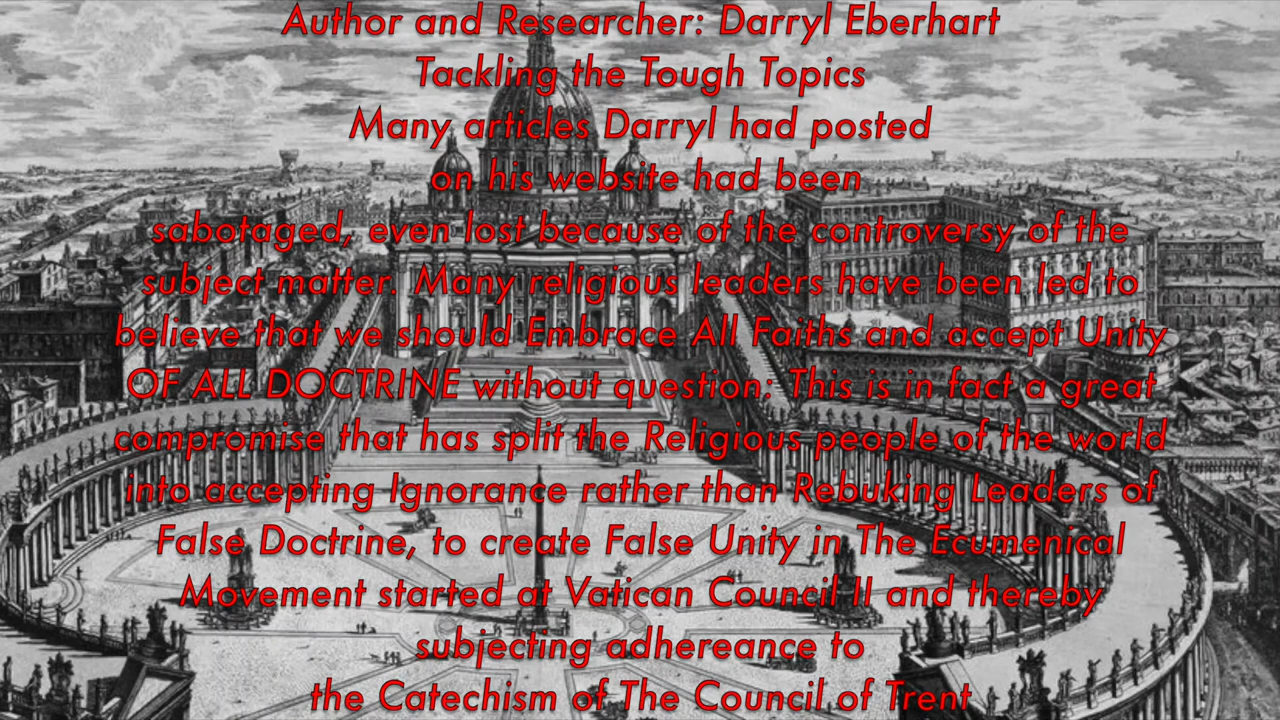 Author and Researcher: Darryl Eberhart
Tackling the Tough Topics
Many articles Darryl had posted
on his website had been
sabotaged, even lost because of the controversy of the
subject matter. Many religious leaders have been led to
believe that we should Embrace All Faiths and accept Unity
OF ALL DOCTRINE without question: This is in fact a great
compromise that has split the Religious people of the world
into accepting Ignorance rather than Rebuking Leaders of
False Doctrine, to create False Unity in The Ecumenical
Movement started at Vatican Council II and thereby
subjecting adhereance to
the Catechism of The Council of Trent